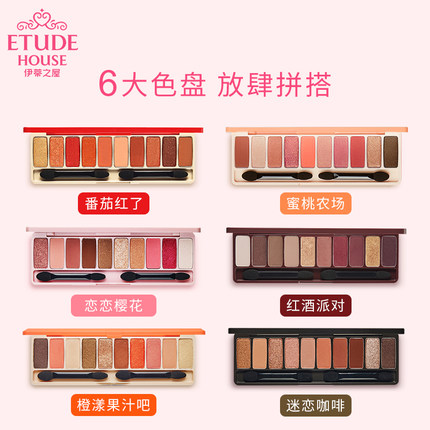 ETUDE
HOUSE
伊蒂之屋
6大色盘 放肆拼搭
番茄红了
蜜桃农场
恋恋樱花
红酒派对
橙漾果汁吧
迷恋咖啡